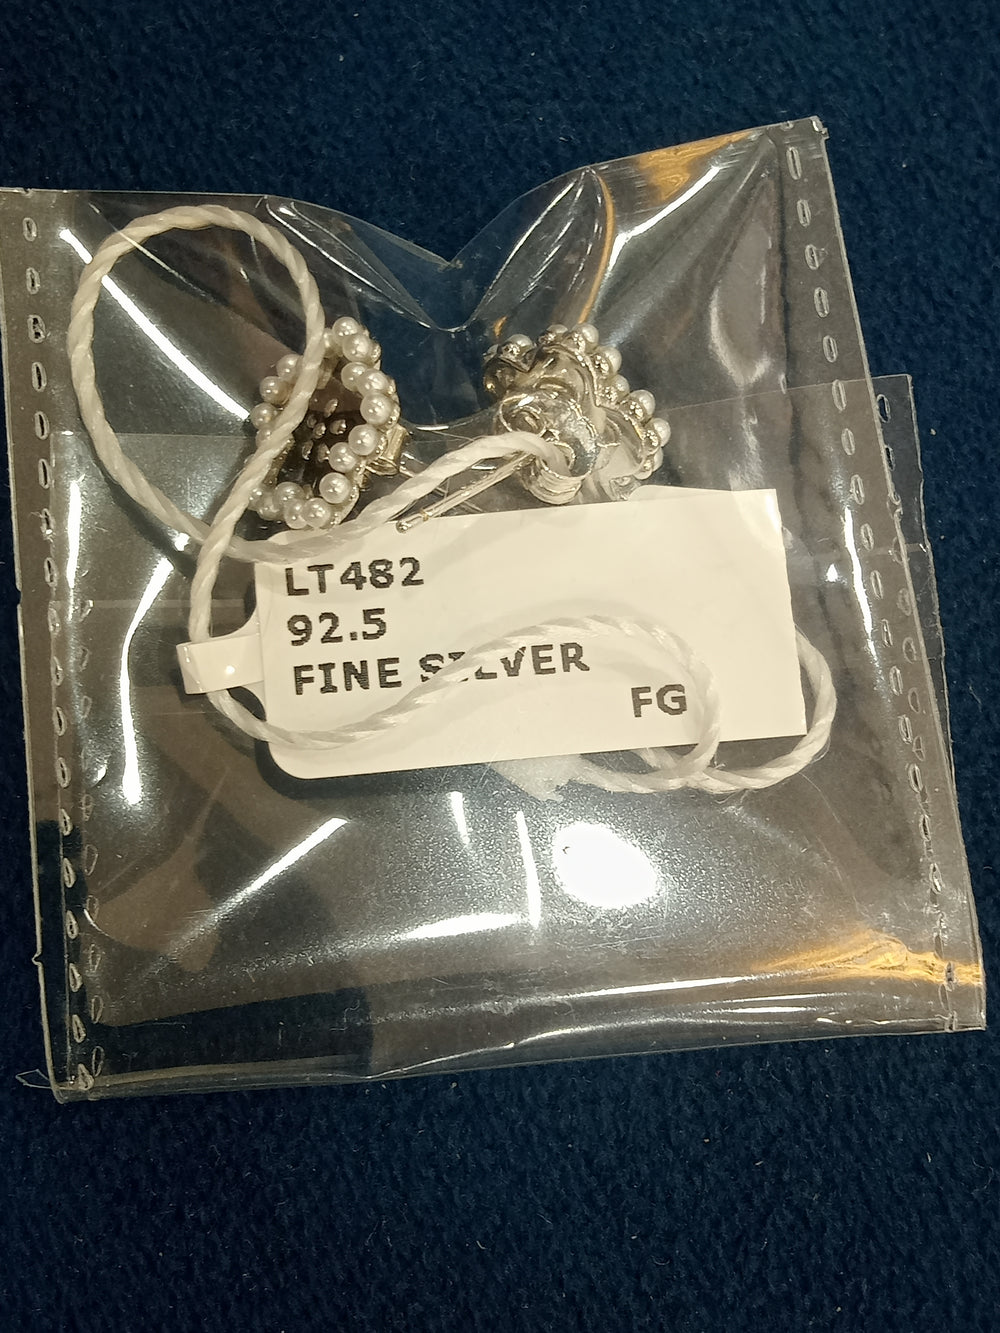 LT482
92.5
FINE SILVER
FG